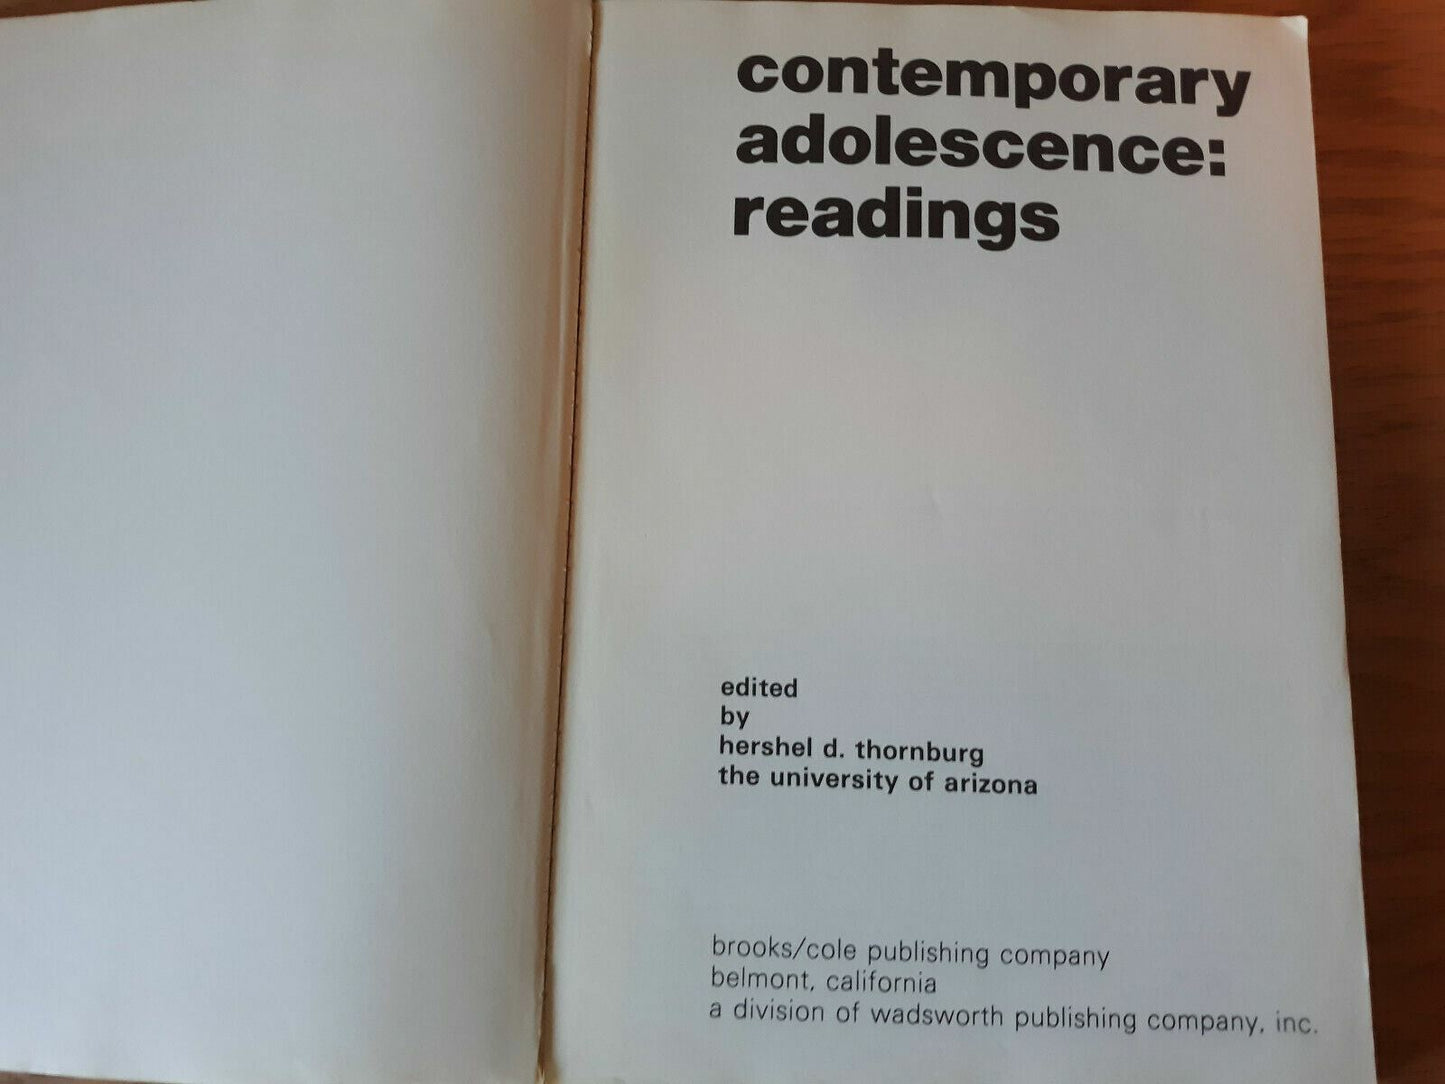 contemporary
adolescence:
readings
edited
by
hershel d. thornburg
the university of arizona
brooks/cole publishing company
belmont, california
a division of wadsworth publishing company, inc.